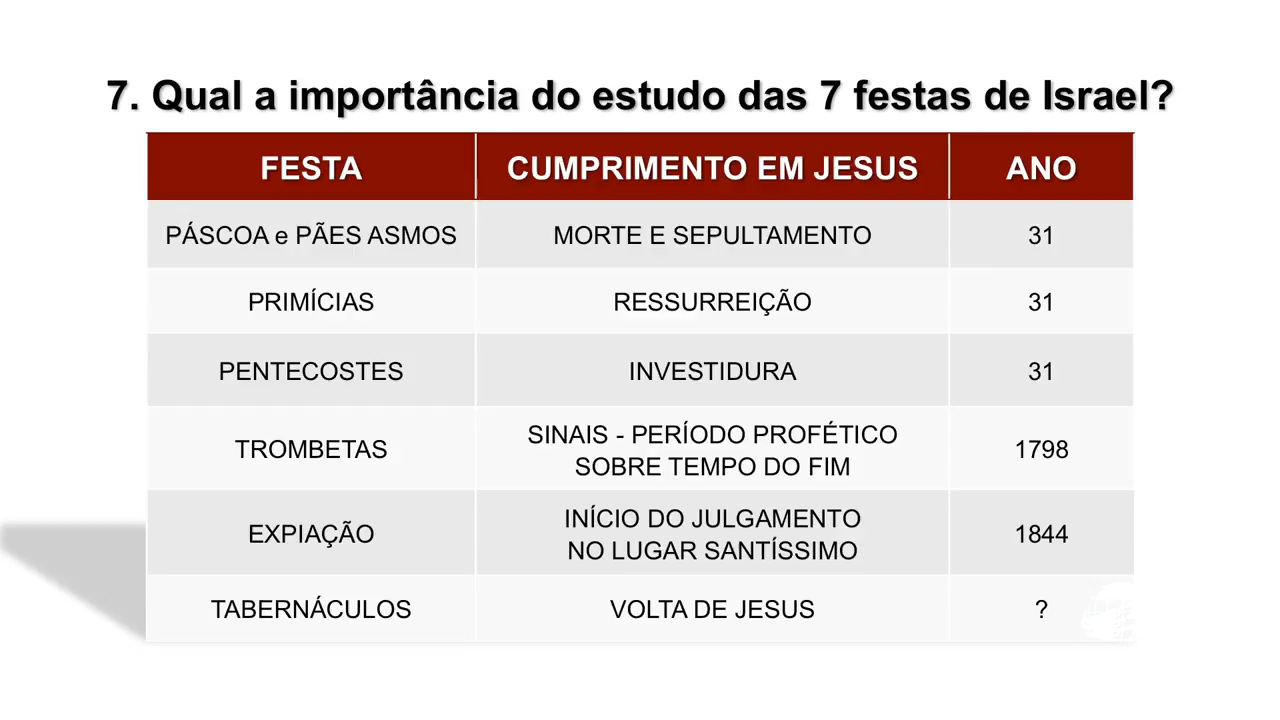 7. Qual a importância do estudo das 7 festas de Israel?
FESTA CUMPRIMENTO EM JESUS ANO
PÁSCOA e PÃES ASMOS MORTE E SEPULTAMENTO 31
PRIMÍCIAS RESSURREIÇÃO 31
PENTECOSTES INVESTIDURA 31
TROMBETAS SINAIS - PERÍODO PROFÉTICO
SOBRE TEMPO DO FIM 1798
EXPIAÇÃO INÍCIO DO JULGAMENTO
NO LUGAR SANTÍSSIMO 1844
TABERNÁCULOS VOLTA DE JESUS ?